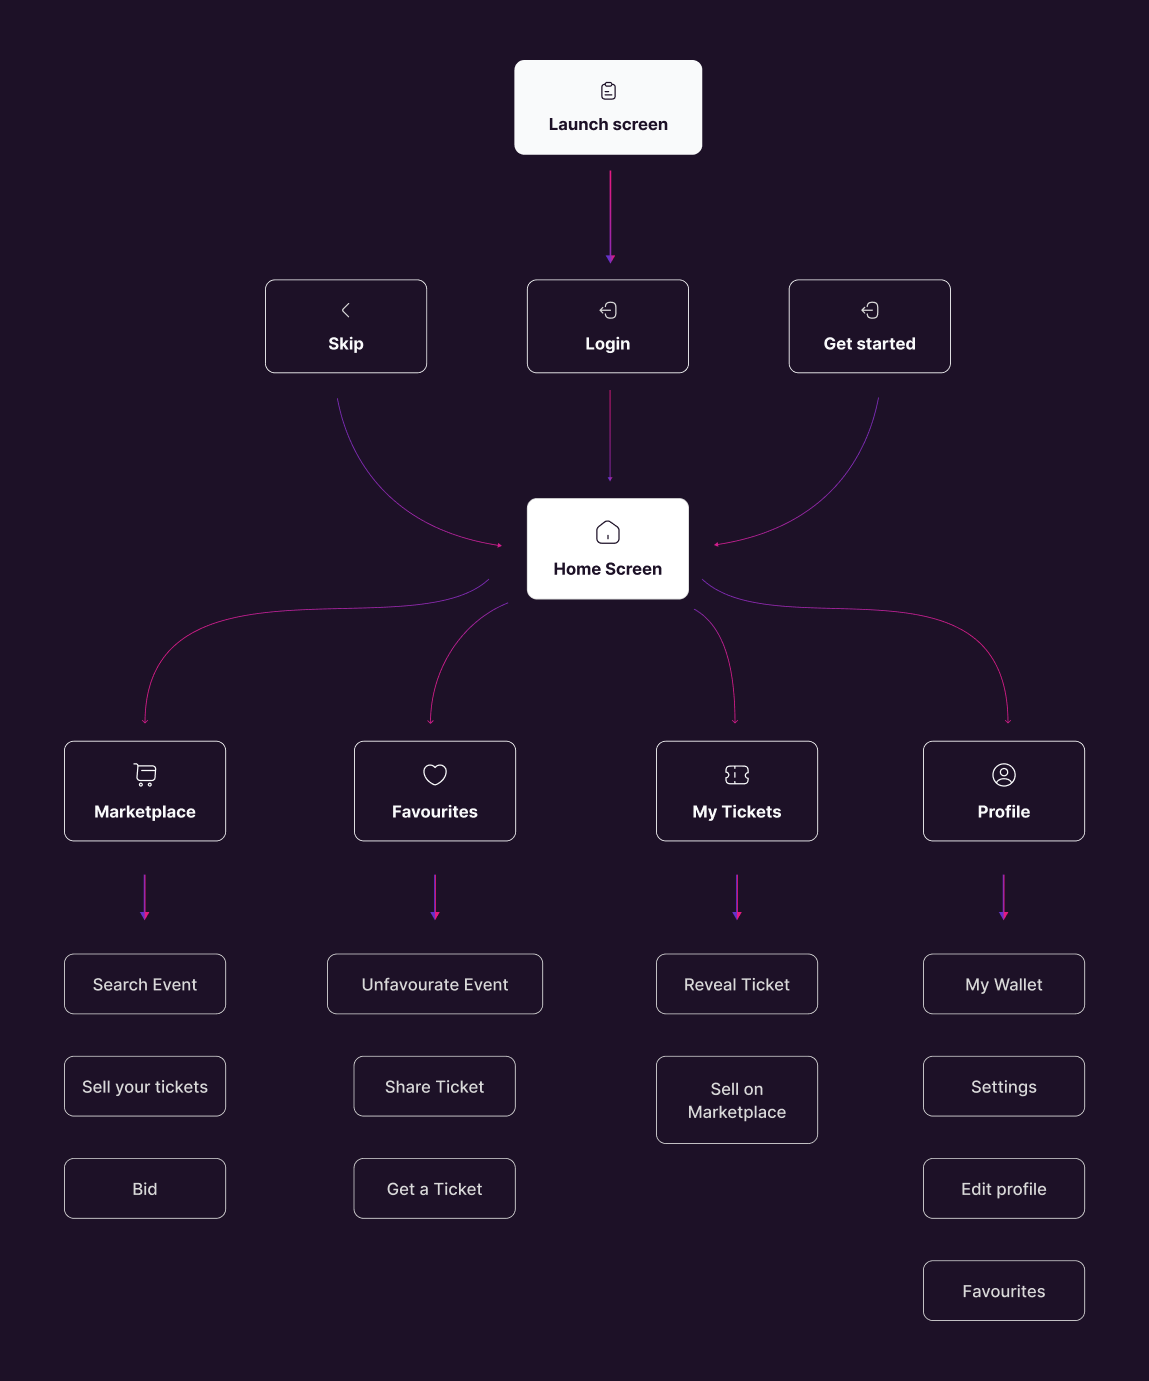 Launch screen
Skip
Login
Get started
Home Screen
Marketplace
Favourites
My Tickets
Profile
Search Event
Unfavourate Event
Reveal Ticket
My Wallet
Sell your tickets
Share Ticket
Sell on
Marketplace
Settings
Bid
Get a Ticket
Edit profile
Favourites